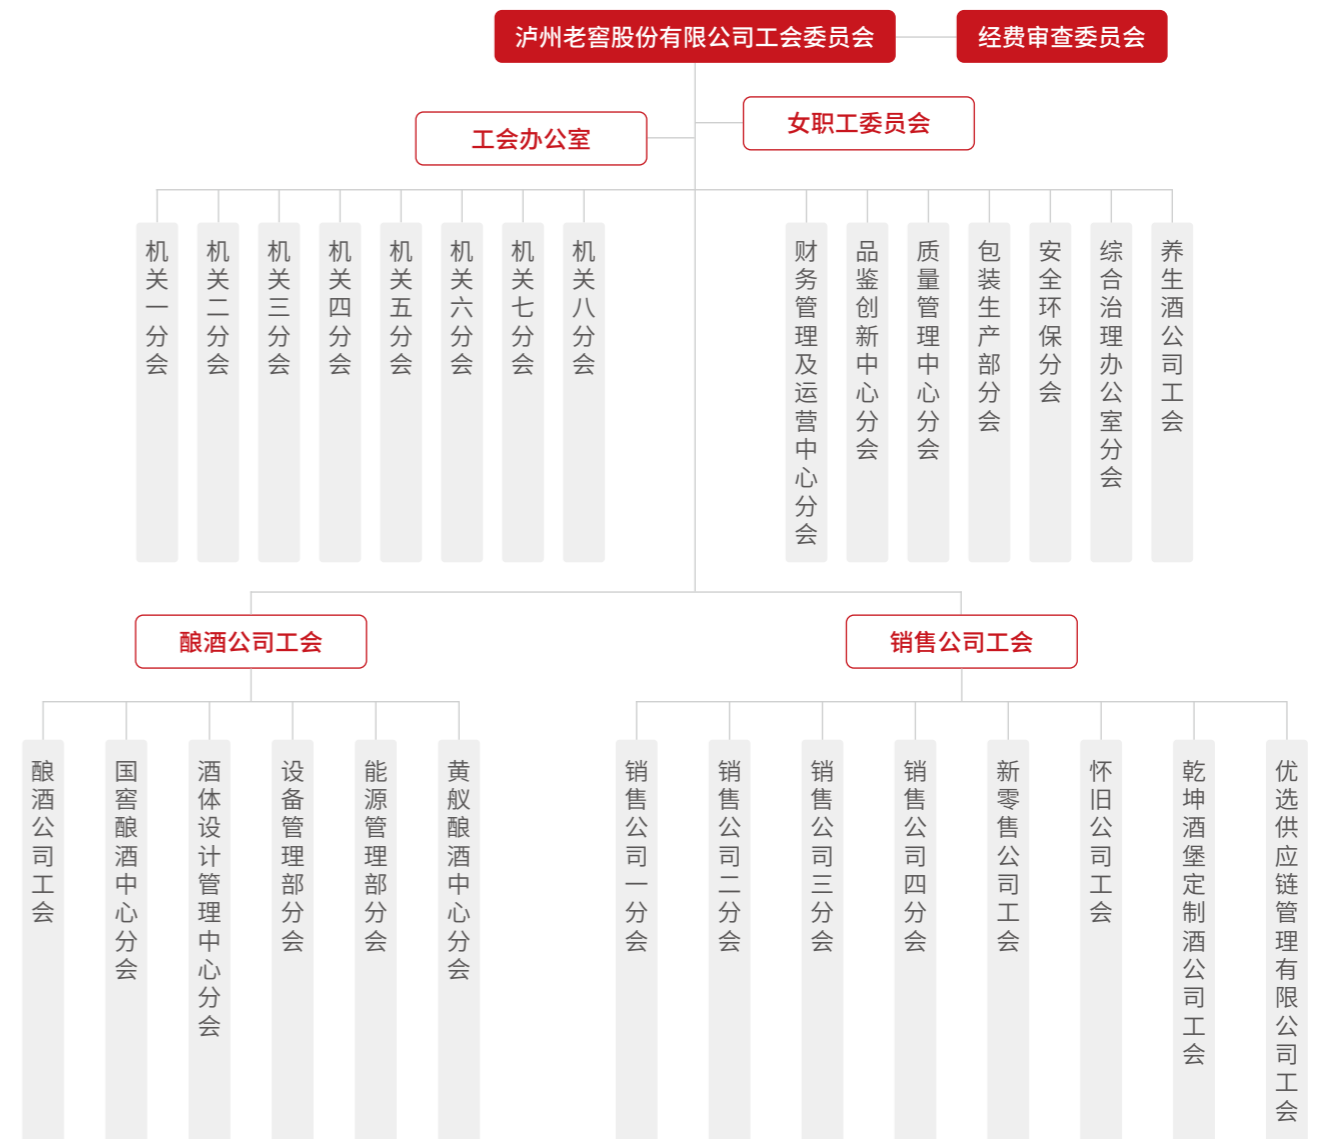 泸州老窖股份有限公司工会委员会
经费审查委员会
女职工委员会
工会办公室
机关一分会
机关二分会
机关三分会
机关四分会
机关五分会
机关六分会
机关七分会
机关八分会
财务管理及运营中心分会
品鉴创新中心分会
质量管理中心分会
包装生产部分会
安全环保分会
综合治理办公室分会
养生酒公司工会
酿酒公司工会
销售公司工会
酿酒公司工会
国窖酿酒中心分会
酒体设计管理中心分会
设备管理部分会
能源管理部分会
黄舣酿酒中心分会
销售公司一分会
销售公司二分会
销售公司三分会
销售公司四分会
新零售公司工会
怀旧公司工会
乾坤酒堡定制酒公司工会
优选供应链管理有限公司工会